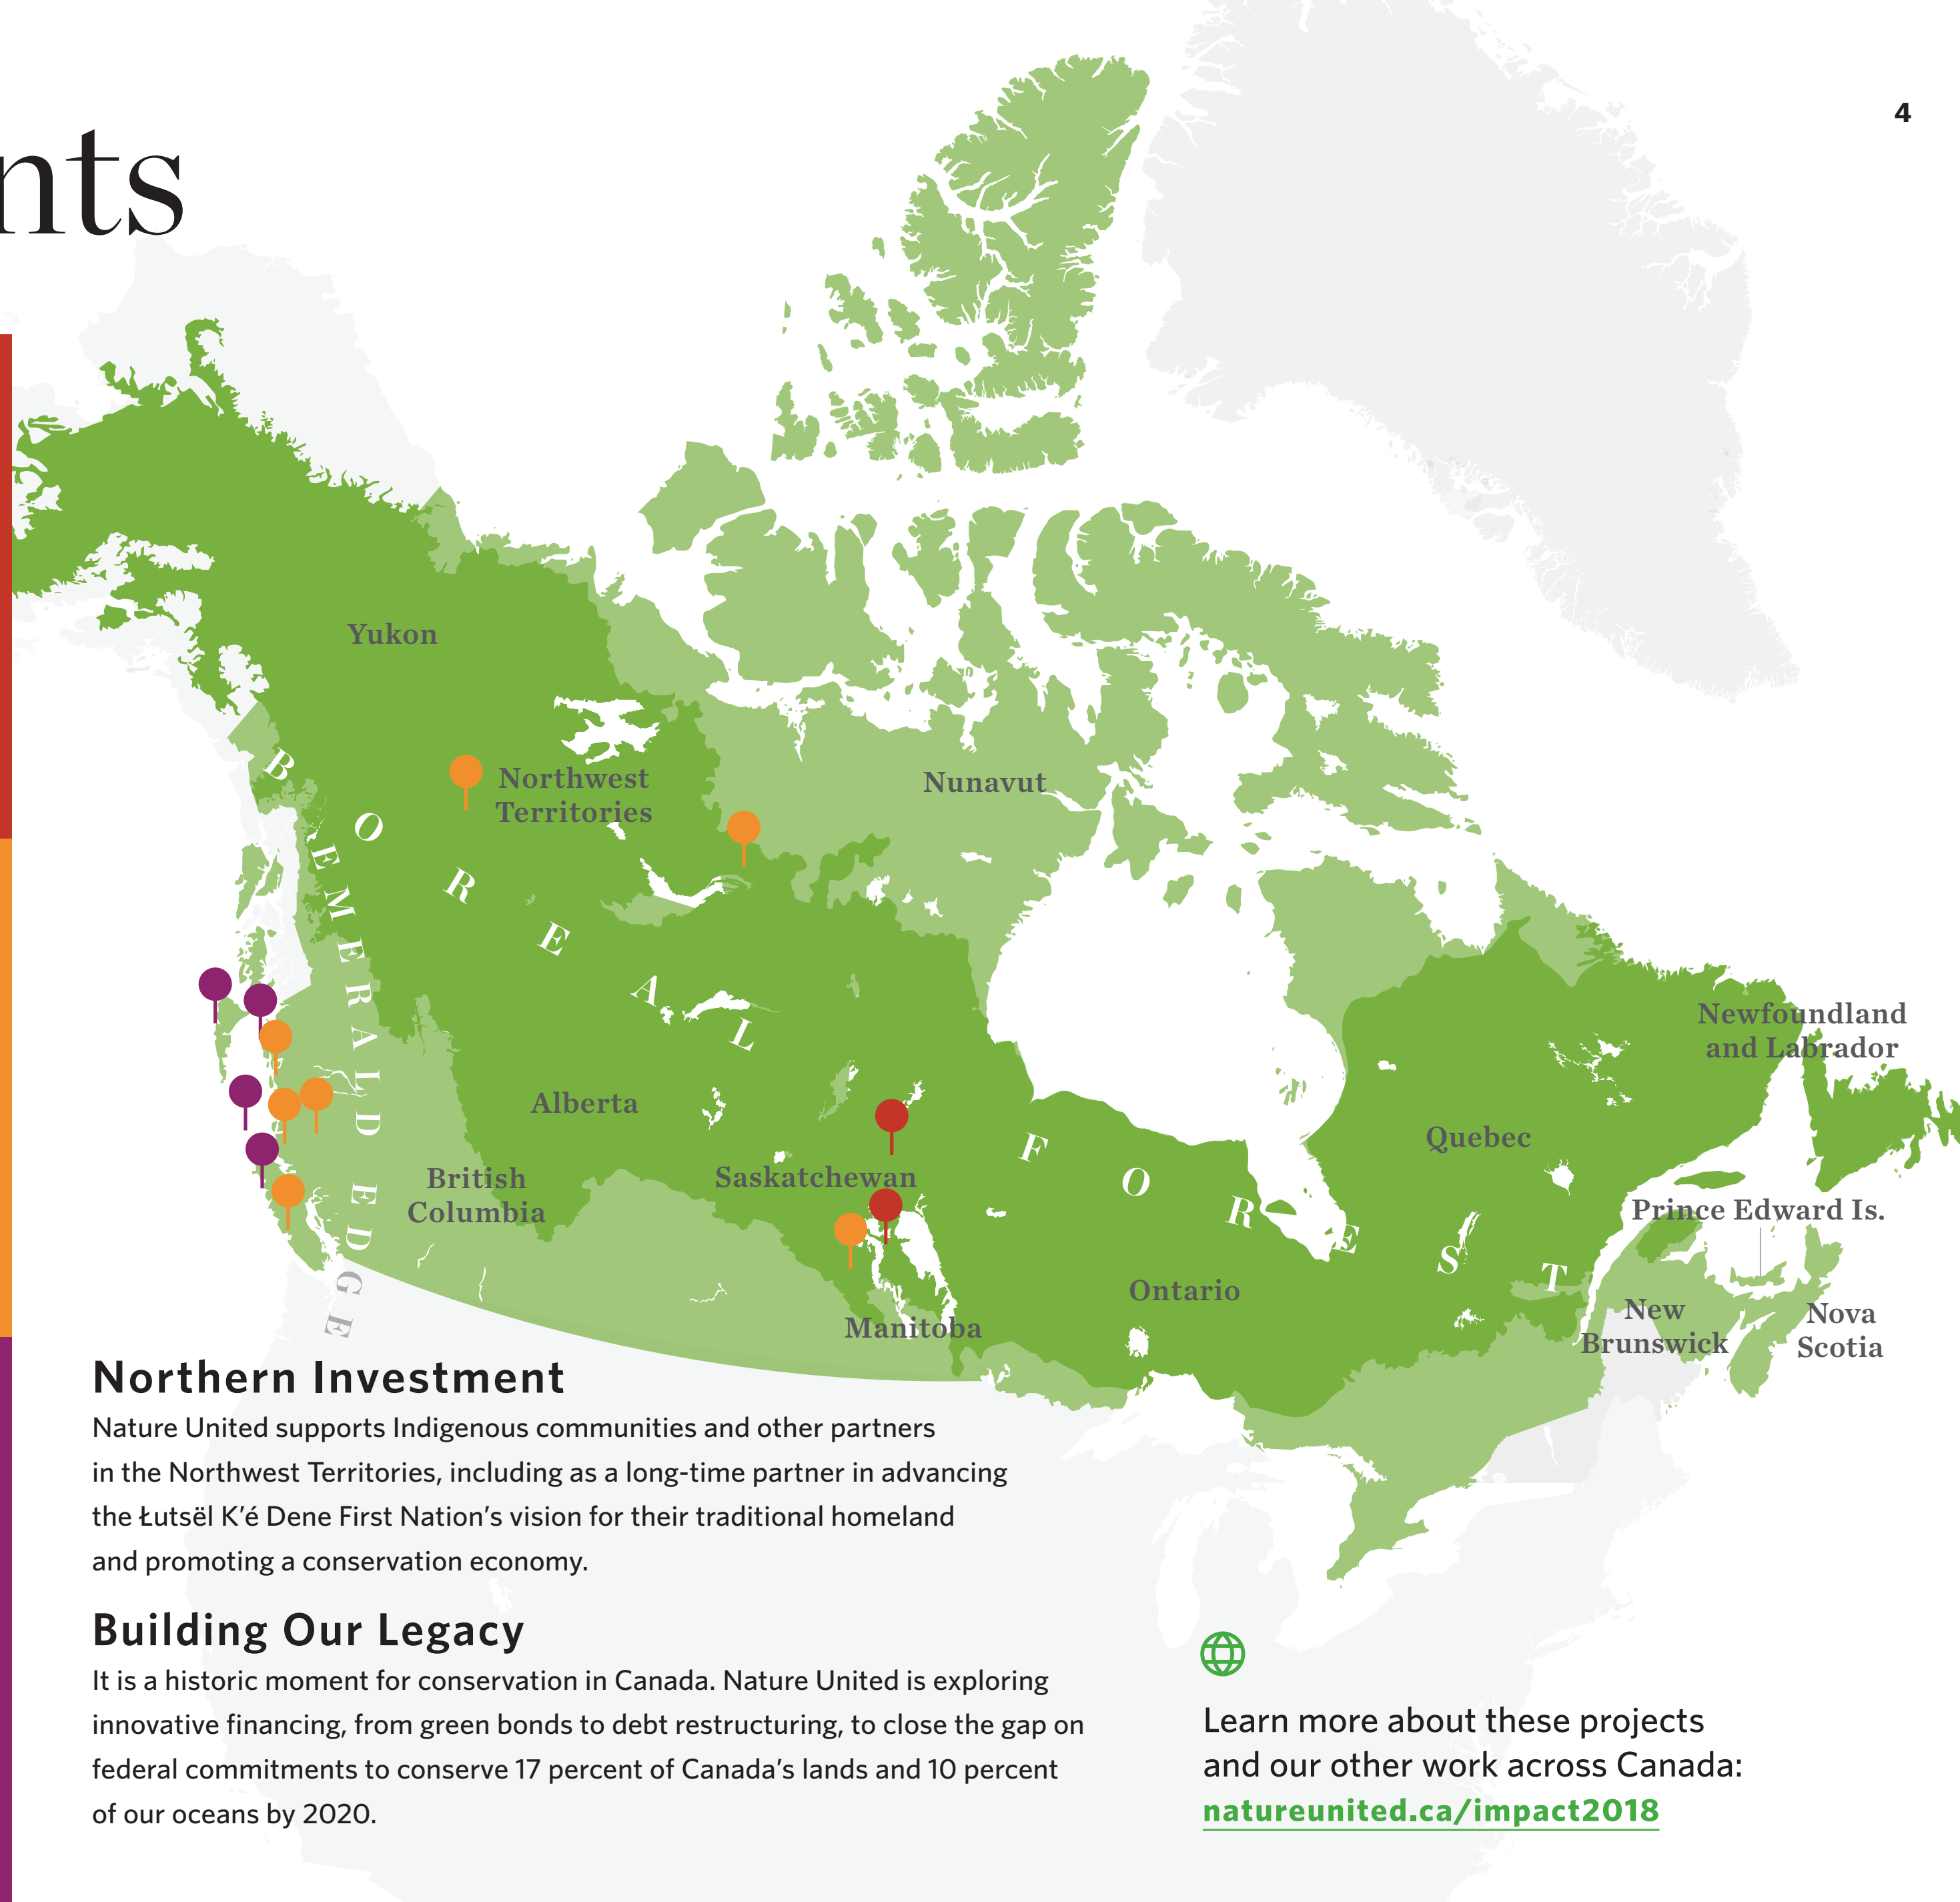 4
nts
Yukon
Northwest
Territories
Nunavut
BOREAL FOREST
EMERALD EDGE
Newfoundland
and Labrador
Alberta
Quebec
British
Columbia
Saskatchewan
Prince Edward Is.
Ontario
New
Brunswick
Nova
Scotia
Manitoba
Northern Investment
Nature United supports Indigenous communities and other partners
in the Northwest Territories, including as a long-time partner in advancing
the Łutsël K’é Dene First Nation’s vision for their traditional homeland
and promoting a conservation economy.
Building Our Legacy
It is a historic moment for conservation in Canada. Nature United is exploring
innovative financing, from green bonds to debt restructuring, to close the gap on
federal commitments to conserve 17 percent of Canada’s lands and 10 percent
of our oceans by 2020.
Learn more about these projects
and our other work across Canada:
natureunited.ca/impact2018